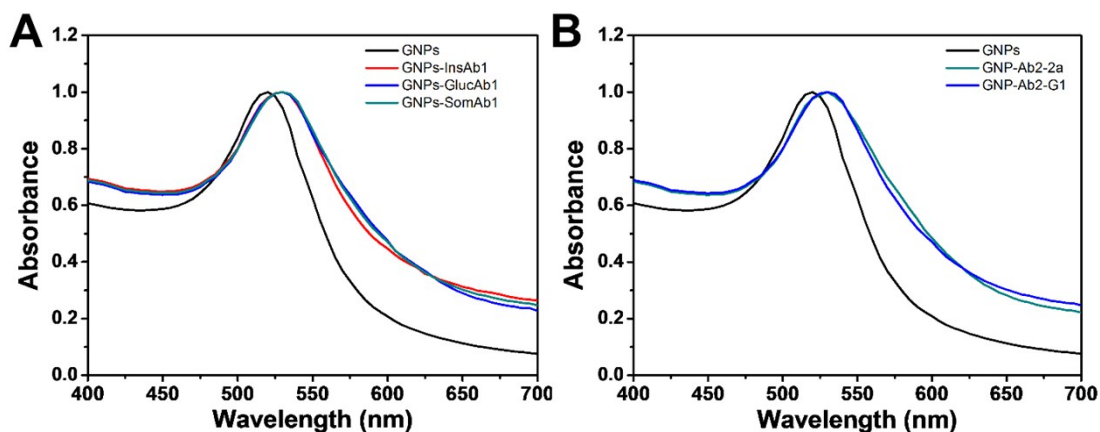 A
1.2
1.0
0.8
0.6
0.4
0.2
0.0
Absorbance
GNPs
GNPs-InsAb1
GNPs-GlucAb1
GNPs-SomAb1
400 450 500 550 600 650 700
Wavelength (nm)
B
1.2
1.0
0.8
0.6
0.4
0.2
0.0
Absorbance
GNPs
GNP-Ab2-2a
GNP-Ab2-G1
400 450 500 550 600 650 700
Wavelength (nm)